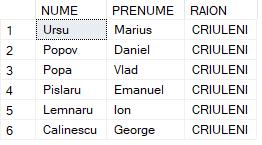 NUME PRENUME RAION
1 Ursu Marius CRIULENI
2 Popov Daniel CRIULENI
3 Popa Vlad CRIULENI
4 Pislaru Emanuel CRIULENI
5 Lemnaru Ion CRIULENI
6 Calinescu George CRIULENI